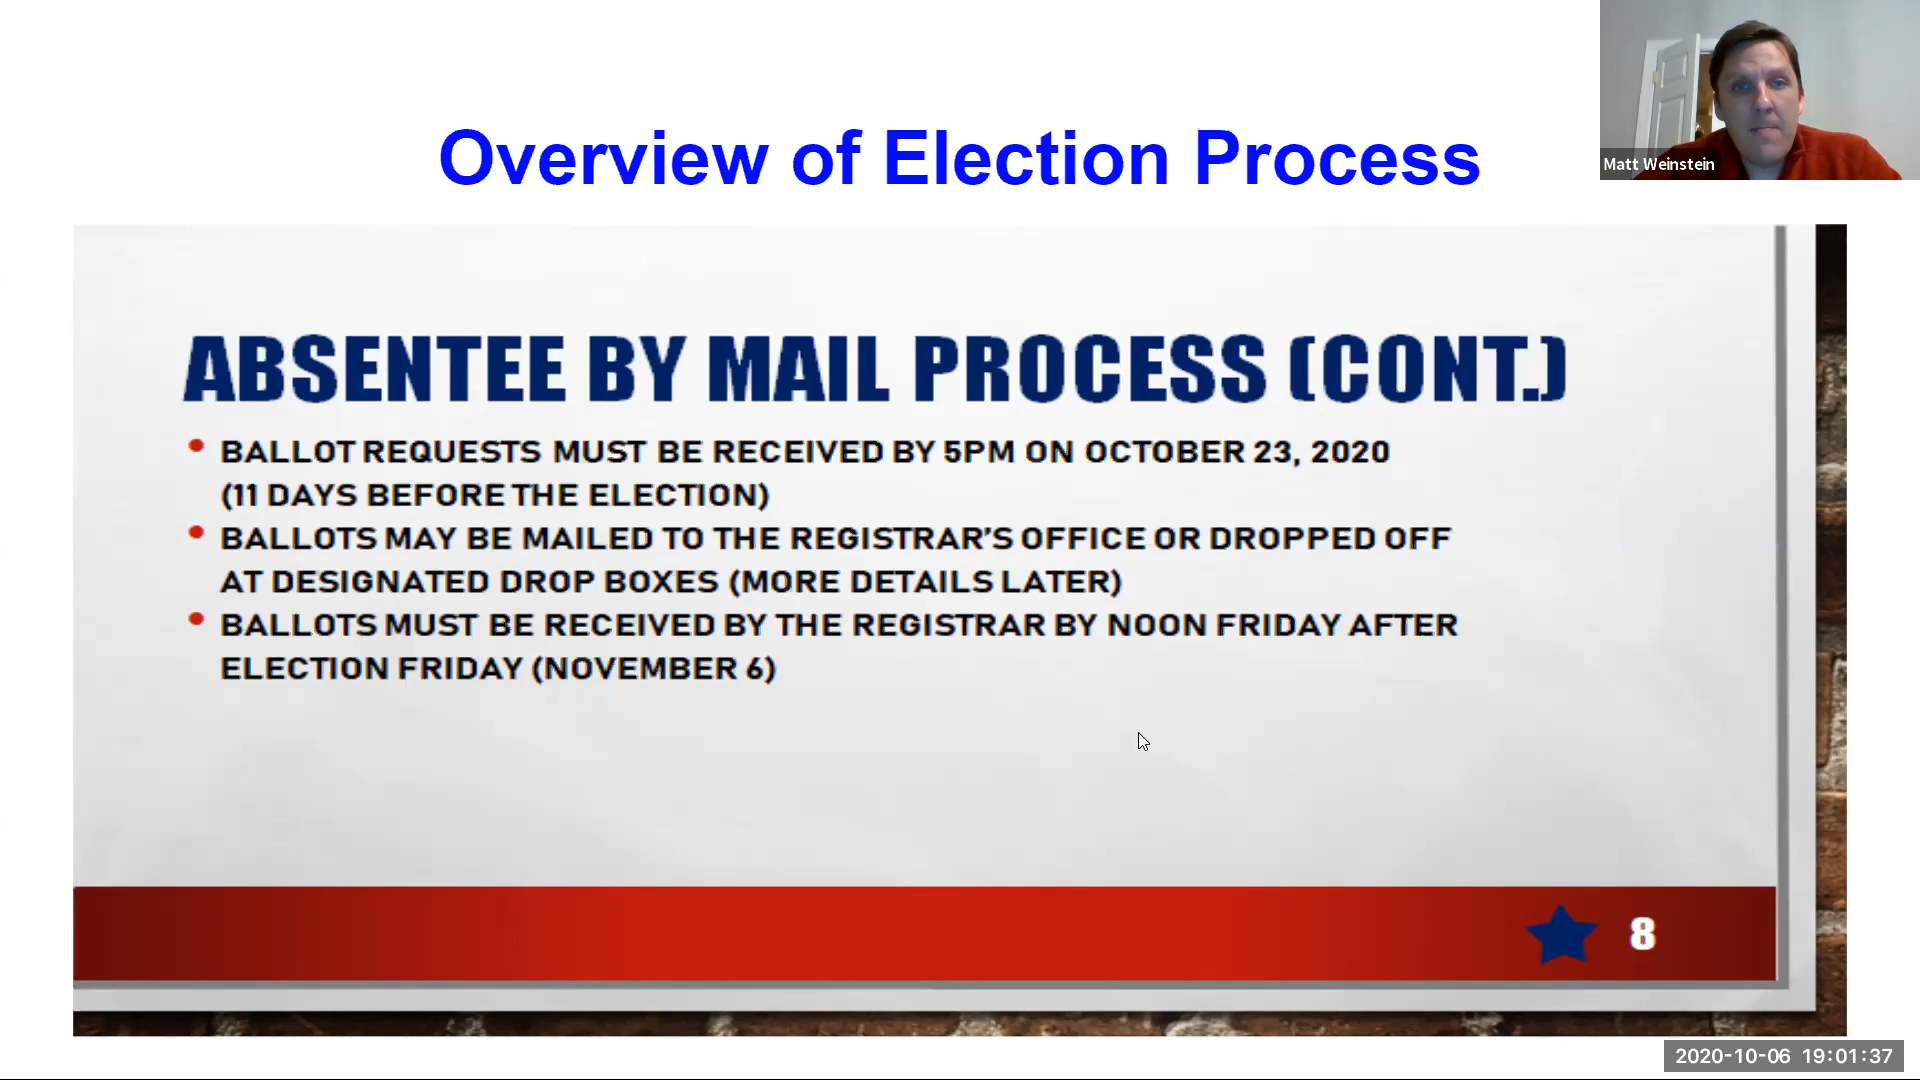 Overview of Election Process
Matt Weinstein
ABSENTEE BY MAIL PROCESS (CONT.)
• BALLOT REQUESTS MUST BE RECEIVED BY 5PM ON OCTOBER 23, 2020
(11 DAYS BEFORE THE ELECTION)
• BALLOTS MAY BE MAILED TO THE REGISTRAR'S OFFICE OR DROPPED OFF
AT DESIGNATED DROP BOXES (MORE DETAILS LATER)
• BALLOTS MUST BE RECEIVED BY THE REGISTRAR BY NOON FRIDAY AFTER
ELECTION FRIDAY (NOVEMBER 6)
8
2020-10-06 19:01:37